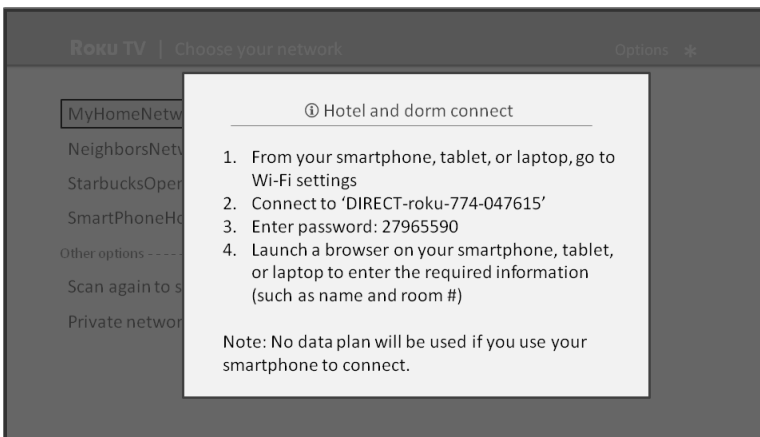 Roku TV | Choose your network
Options ✱
MyHomeNetw
NeighborsNetw
StarbucksOper
SmartPhoneHo
Other options -----
Scan again to s
Private networ
ⓘ Hotel and dorm connect
1. From your smartphone, tablet, or laptop, go to
Wi-Fi settings
2. Connect to ‘DIRECT-roku-774-047615’
3. Enter password: 27965590
4. Launch a browser on your smartphone, tablet,
or laptop to enter the required information
(such as name and room #)
Note: No data plan will be used if you use your
smartphone to connect.